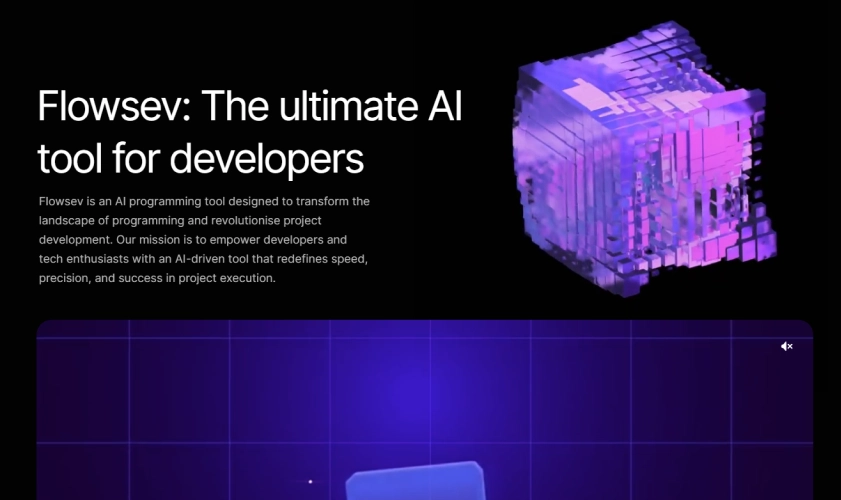 Flowsev: The ultimate AI
tool for developers
Flowsev is an AI programming tool designed to transform the
landscape of programming and revolutionise project
development. Our mission is to empower developers and
tech enthusiasts with an AI-driven tool that redefines speed,
precision, and success in project execution.